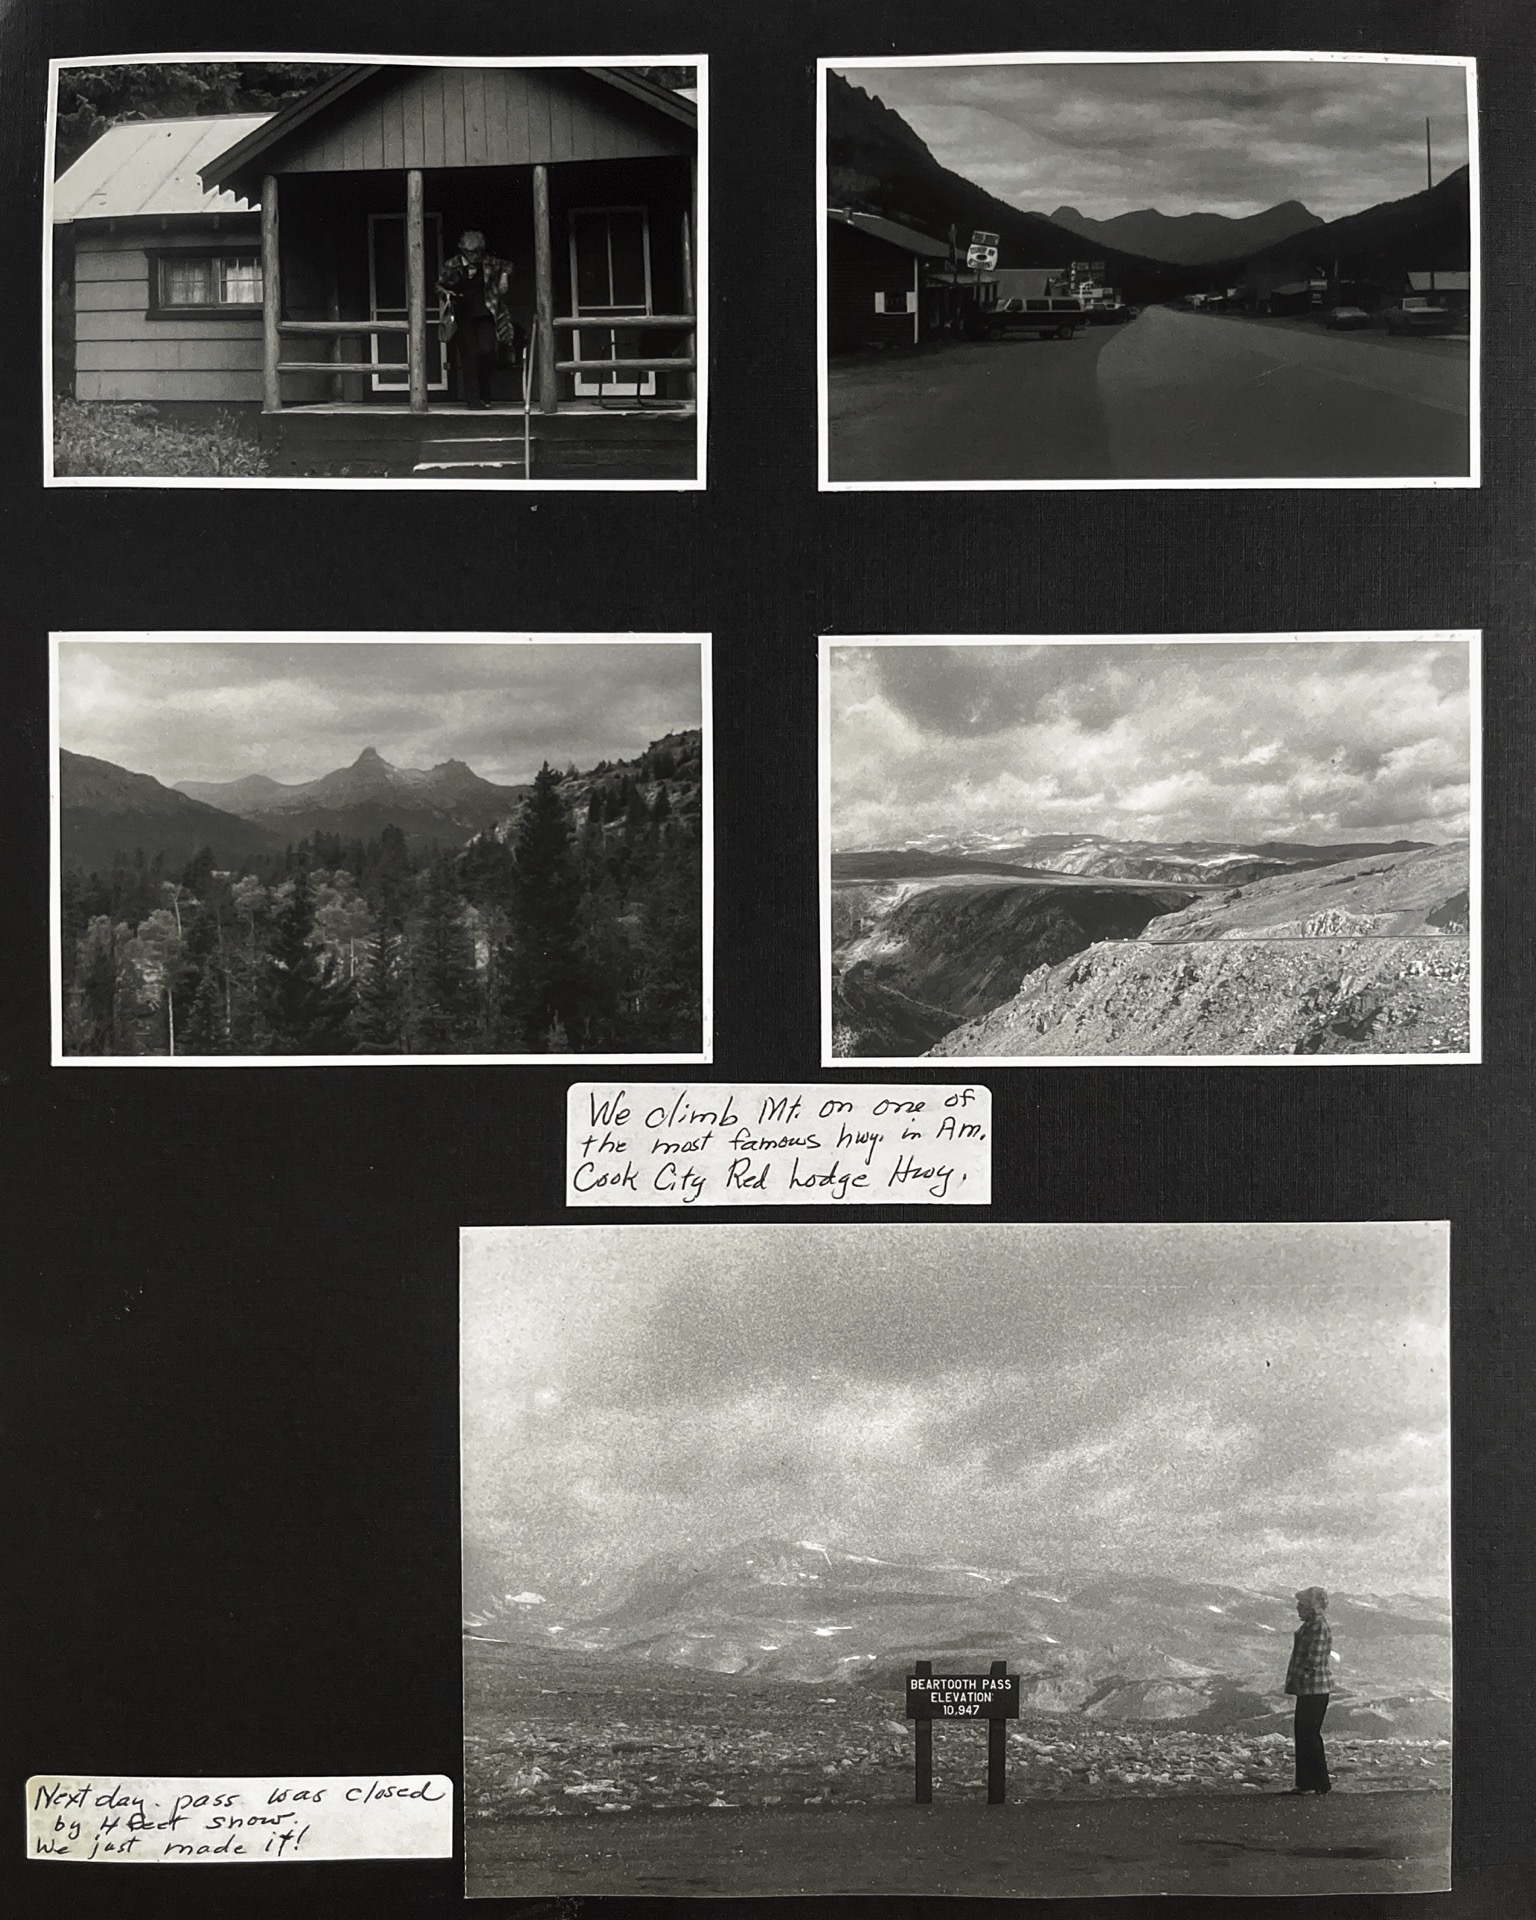 We climb Mt. on one of
the most famous hwy. in Am.
Cook City Red Lodge Hwy.
BEARTOOTH PASS
ELEVATION
10,947
Next day. pass was closed
by 4 feet snow.
We just made it!